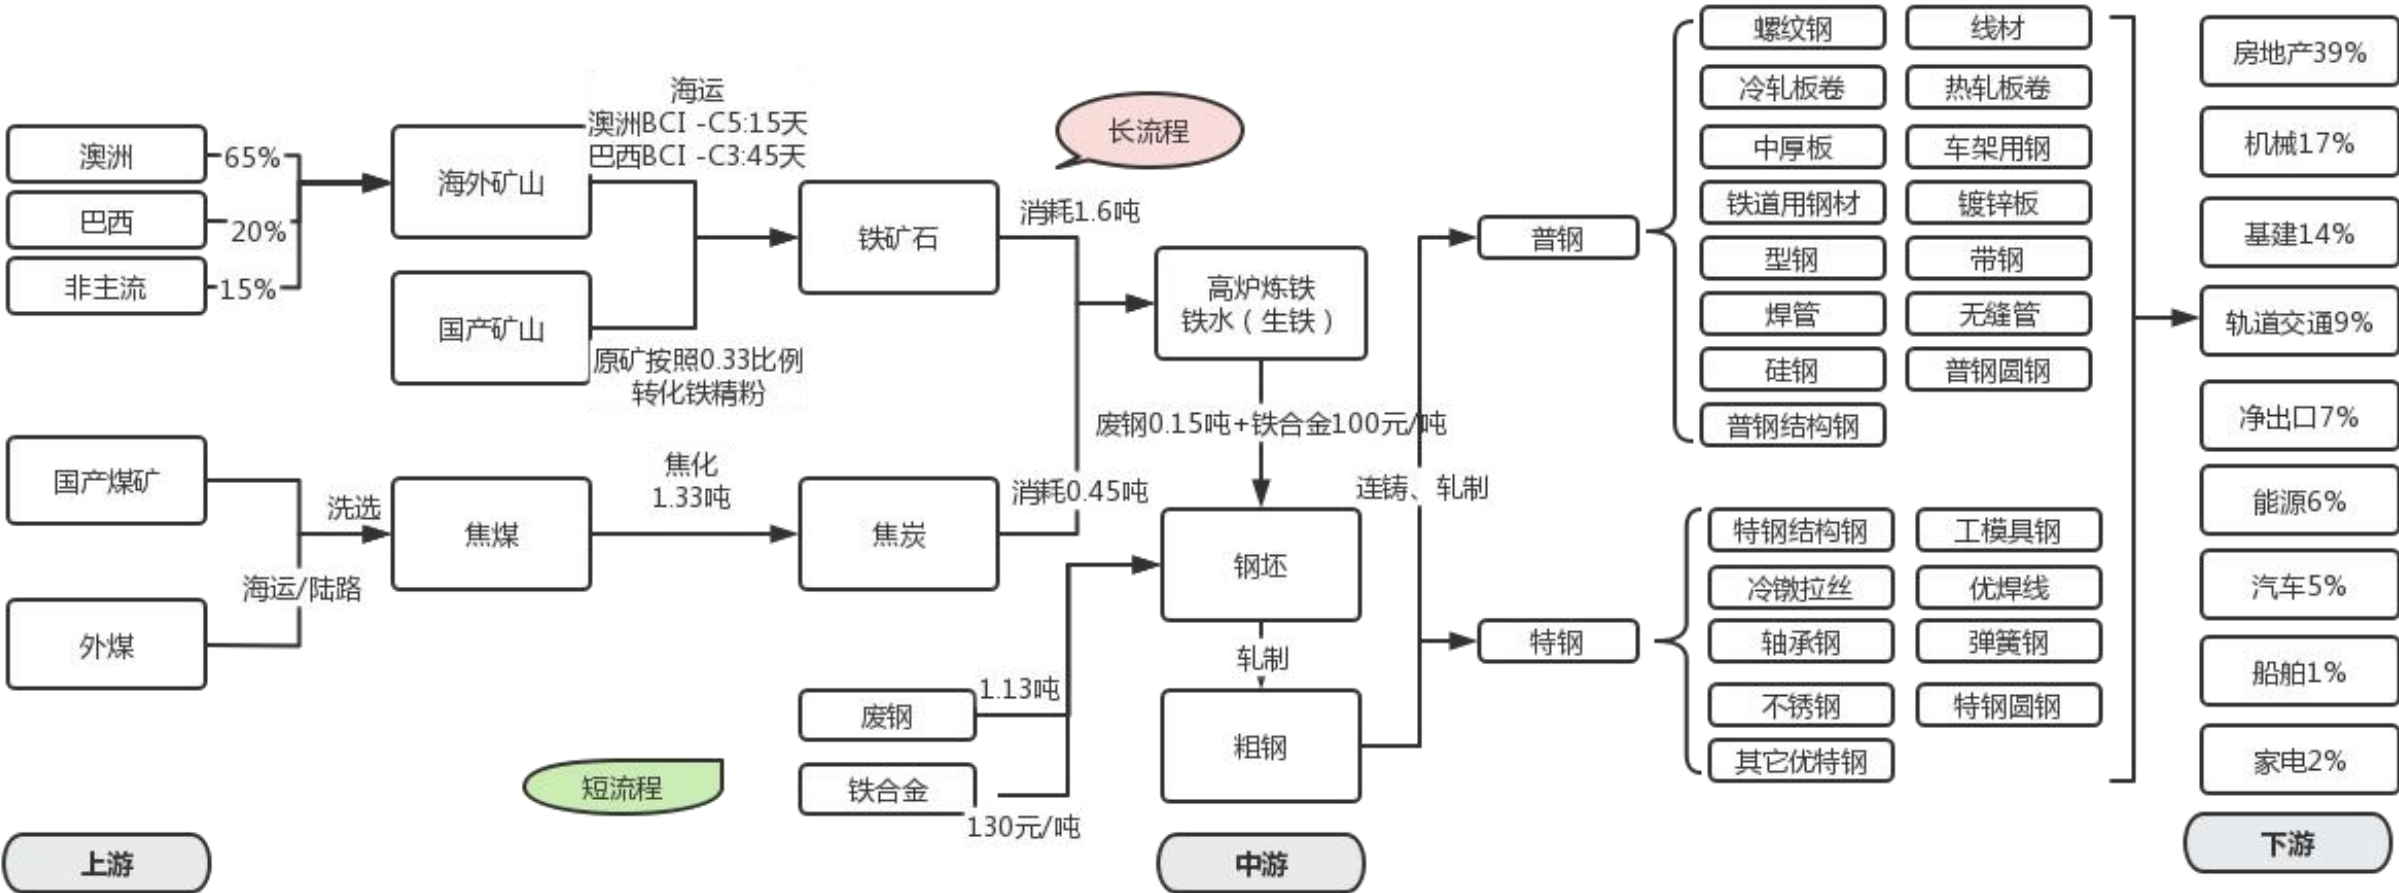 澳洲
65%
巴西
20%
非主流
15%
海外矿山
海运
澳洲BCI -C5:15天
巴西BCI -C3:45天
国产矿山
原矿按照0.33比例
转化铁精粉
铁矿石
消耗1.6吨
长流程
国产煤矿
洗选
外煤
海运/陆路
焦煤
焦化
1.33吨
焦炭
消耗0.45吨
高炉炼铁
铁水（生铁）
废钢0.15吨+铁合金100元/吨
钢坯
轧制
粗钢
废钢
1.13吨
铁合金
130元/吨
短流程
连铸、轧制
普钢
螺纹钢
线材
冷轧板卷
热轧板卷
中厚板
车架用钢
铁道用钢材
镀锌板
型钢
带钢
焊管
无缝管
硅钢
普钢圆钢
普钢结构钢
特钢
特钢结构钢
工模具钢
冷镦拉丝
优焊线
轴承钢
弹簧钢
不锈钢
特钢圆钢
其它优特钢
房地产39%
机械17%
基建14%
轨道交通9%
净出口7%
能源6%
汽车5%
船舶1%
家电2%
上游
中游
下游